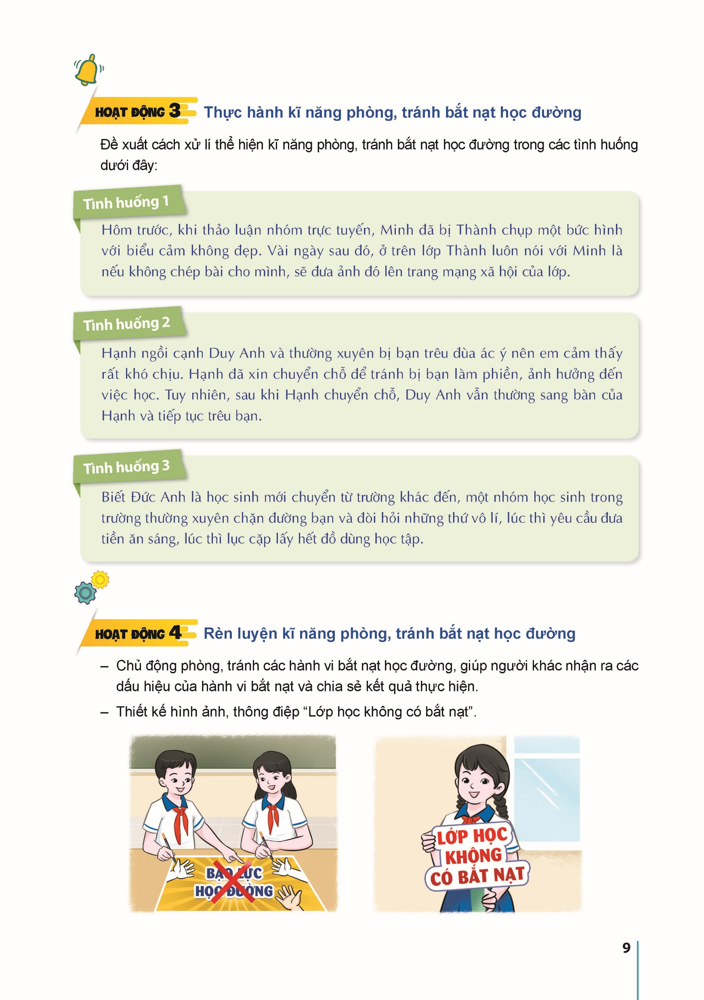 HOẠT ĐỘNG 3 Thực hành kĩ năng phòng, tránh bắt nạt học đường
Đề xuất cách xử lí thể hiện kĩ năng phòng, tránh bắt nạt học đường trong các tình huống
dưới đây:
Tình huống 1
Hôm trước, khi thảo luận nhóm trực tuyến, Minh đã bị Thành chụp một bức hình
với biểu cảm không đẹp. Vài ngày sau đó, ở trên lớp Thành luôn nói với Minh là
nếu không chép bài cho mình, sẽ đưa ảnh đó lên trang mạng xã hội của lớp.
Tình huống 2
Hạnh ngồi cạnh Duy Anh và thường xuyên bị bạn trêu đùa ác ý nên em cảm thấy
rất khó chịu. Hạnh đã xin chuyển chỗ để tránh bị bạn làm phiền, ảnh hưởng đến
việc học. Tuy nhiên, sau khi Hạnh chuyển chỗ, Duy Anh vẫn thường sang bàn của
Hạnh và tiếp tục trêu bạn.
Tình huống 3
Biết Đức Anh là học sinh mới chuyển từ trường khác đến, một nhóm học sinh trong
trường thường xuyên chặn đường bạn và đòi hỏi những thứ vô lí, lúc thì yêu cầu đưa
tiền ăn sáng, lúc thì lục cặp lấy hết đồ dùng học tập.
HOẠT ĐỘNG 4 Rèn luyện kĩ năng phòng, tránh bắt nạt học đường
– Chủ động phòng, tránh các hành vi bắt nạt học đường, giúp người khác nhận ra các
dấu hiệu của hành vi bắt nạt và chia sẻ kết quả thực hiện.
– Thiết kế hình ảnh, thông điệp “Lớp học không có bắt nạt”.
BẠO LỰC
HỌC ĐƯỜNG
LỚP HỌC
KHÔNG
CÓ BẮT NẠT
9